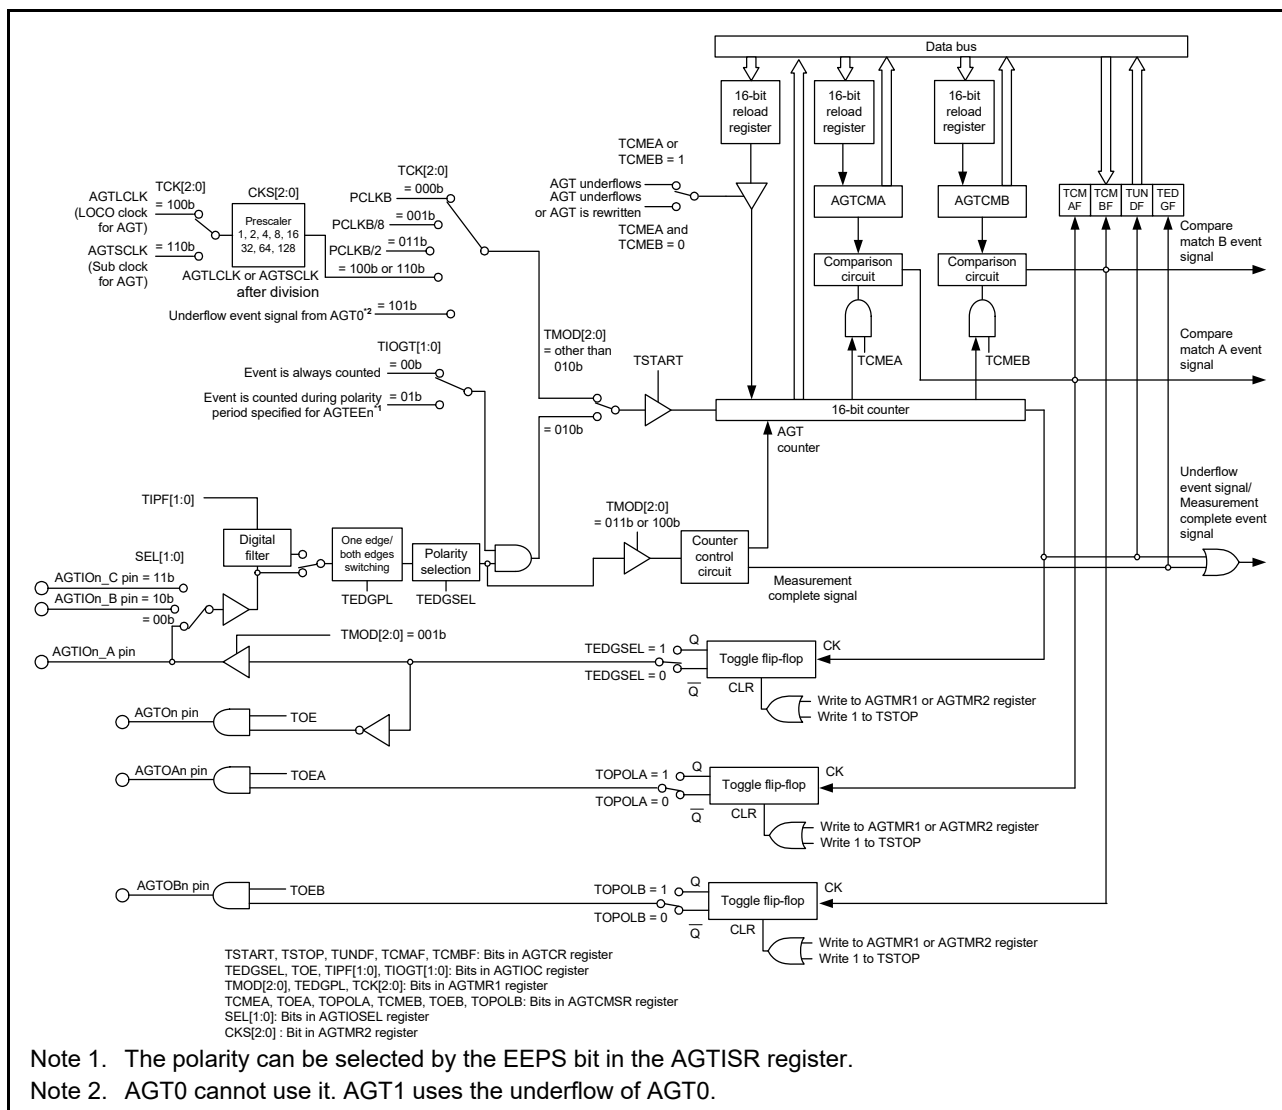 Data bus
16-bit
reload
register
16-bit
reload
register
16-bit
reload
register
TCMEA or
TCMEB = 1
AGT underflows
AGT underflows
or AGT is rewritten
TCMEA and
TCMEB = 0
AGTCMA
AGTCMB
TCM
AF
TCM
BF
TUN
DF
TED
GF
Compare
match B event
signal
Comparison
circuit
Comparison
circuit
TCMEA
TCMEB
Compare
match A event
signal
AGTLCLK
(LOCO clock
for AGT)
TCK[2:0]
= 100b
AGTSCLK
(Sub clock
for AGT)
= 110b
CKS[2:0]
Prescaler
1, 2, 4, 8, 16
32, 64, 128
AGTLCLK or AGTSCLK
after division
TCK[2:0]
PCLKB = 000b
PCLKB/8 = 001b
PCLKB/2 = 011b
= 100b or 110b
Underflow event signal from AGT0*2 = 101b
TIOGT[1:0]
Event is always counted = 00b
Event is counted during polarity
period specified for AGTEEn*1 = 01b
TMOD[2:0]
= other than
010b
= 010b
TSTART
16-bit counter
AGT
counter
TIPF[1:0]
Digital
filter
One edge/
both edges
switching
TEDGPL
Polarity
selection
TEDGSEL
TMOD[2:0]
= 011b or 100b
Counter
control
circuit
Measurement
complete signal
Underflow
event signal/
Measurement
complete event
signal
SEL[1:0]
AGTIOn_C pin = 11b
AGTIOn_B pin = 10b
= 00b
AGTIOn_A pin
TMOD[2:0] = 001b
TEDGSEL = 1
TEDGSEL = 0
Q
Q
Toggle flip-flop
CK
CLR
Write to AGTMR1 or AGTMR2 register
Write 1 to TSTOP
AGTOn pin
TOE
AGTOAn pin
TOEA
TOPOLA = 1
TOPOLA = 0
Q
Q
Toggle flip-flop
CK
CLR
Write to AGTMR1 or AGTMR2 register
Write 1 to TSTOP
AGTOBn pin
TOEB
TOPOLB = 1
TOPOLB = 0
Q
Q
Toggle flip-flop
CK
CLR
Write to AGTMR1 or AGTMR2 register
Write 1 to TSTOP
TSTART, TSTOP, TUNDF, TCMAF, TCMBF: Bits in AGTCR register
TEDGSEL, TOE, TIPF[1:0], TIOGT[1:0]: Bits in AGTIOC register
TMOD[2:0], TEDGPL, TCK[2:0]: Bits in AGTMR1 register
TCMEA, TOEA, TOPOLA, TCMEB, TOEB, TOPOLB: Bits in AGTCMSR register
SEL[1:0]: Bits in AGTIOSEL register
CKS[2:0] : Bit in AGTMR2 register
Note 1. The polarity can be selected by the EEPS bit in the AGTISR register.
Note 2. AGT0 cannot use it. AGT1 uses the underflow of AGT0.